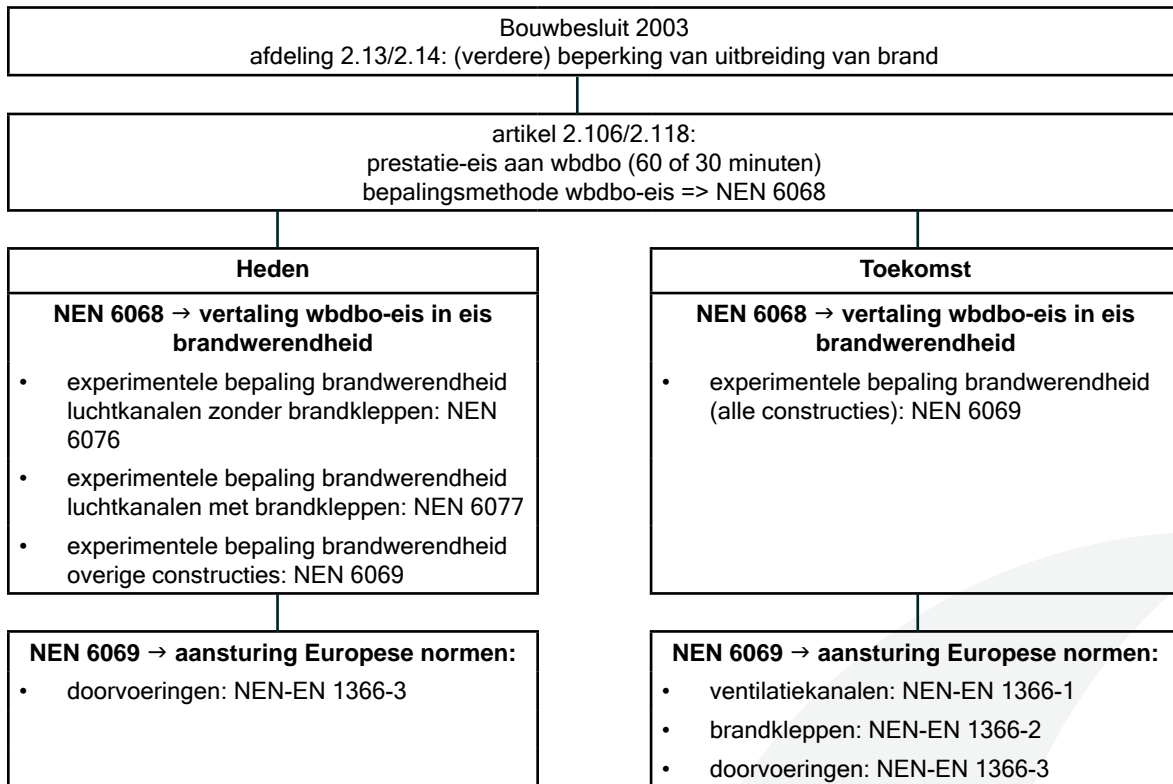 Bouwbesluit 2003
afdeling 2.13/2.14: (verdere) beperking van uitbreiding van brand
artikel 2.106/2.118:
prestatie-eis aan wbdbo (60 of 30 minuten)
bepalingsmethode wbdbo-eis => NEN 6068
Heden
NEN 6068 → vertaling wbdbo-eis in eis
brandwerendheid
• experimentele bepaling brandwerendheid
luchtkanalen zonder brandkleppen: NEN
6076
• experimentele bepaling brandwerendheid
luchtkanalen met brandkleppen: NEN 6077
• experimentele bepaling brandwerendheid
overige constructies: NEN 6069
NEN 6069 → aansturing Europese normen:
• doorvoeringen: NEN-EN 1366-3
Toekomst
NEN 6068 → vertaling wbdbo-eis in eis
brandwerendheid
• experimentele bepaling brandwerendheid
(alle constructies): NEN 6069
NEN 6069 → aansturing Europese normen:
• ventilatiekanalen: NEN-EN 1366-1
• brandkleppen: NEN-EN 1366-2
• doorvoeringen: NEN-EN 1366-3